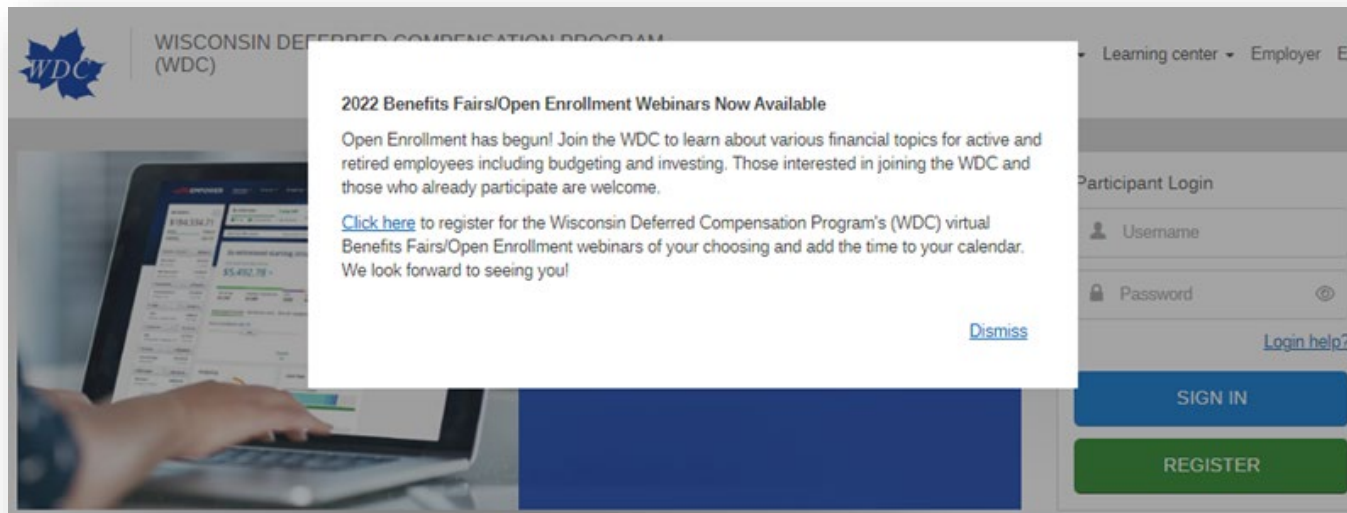 WDC
WISCONSIN DEFERRED COMPENSATION PROGRAM
(WDC)
Learning center
Employer
E
2022 Benefits Fairs/Open Enrollment Webinars Now Available
Open Enrollment has begun! Join the WDC to learn about various financial topics for active and
retired employees including budgeting and investing. Those interested in joining the WDC and
those who already participate are welcome.
Click here to register for the Wisconsin Deferred Compensation Program's (WDC) virtual
Benefits Fairs/Open Enrollment webinars of your choosing and add the time to your calendar.
We look forward to seeing you!
Dismiss
Participant Login
Username
Password
Login help?
SIGN IN
REGISTER
EMPOWER
$5,492.78